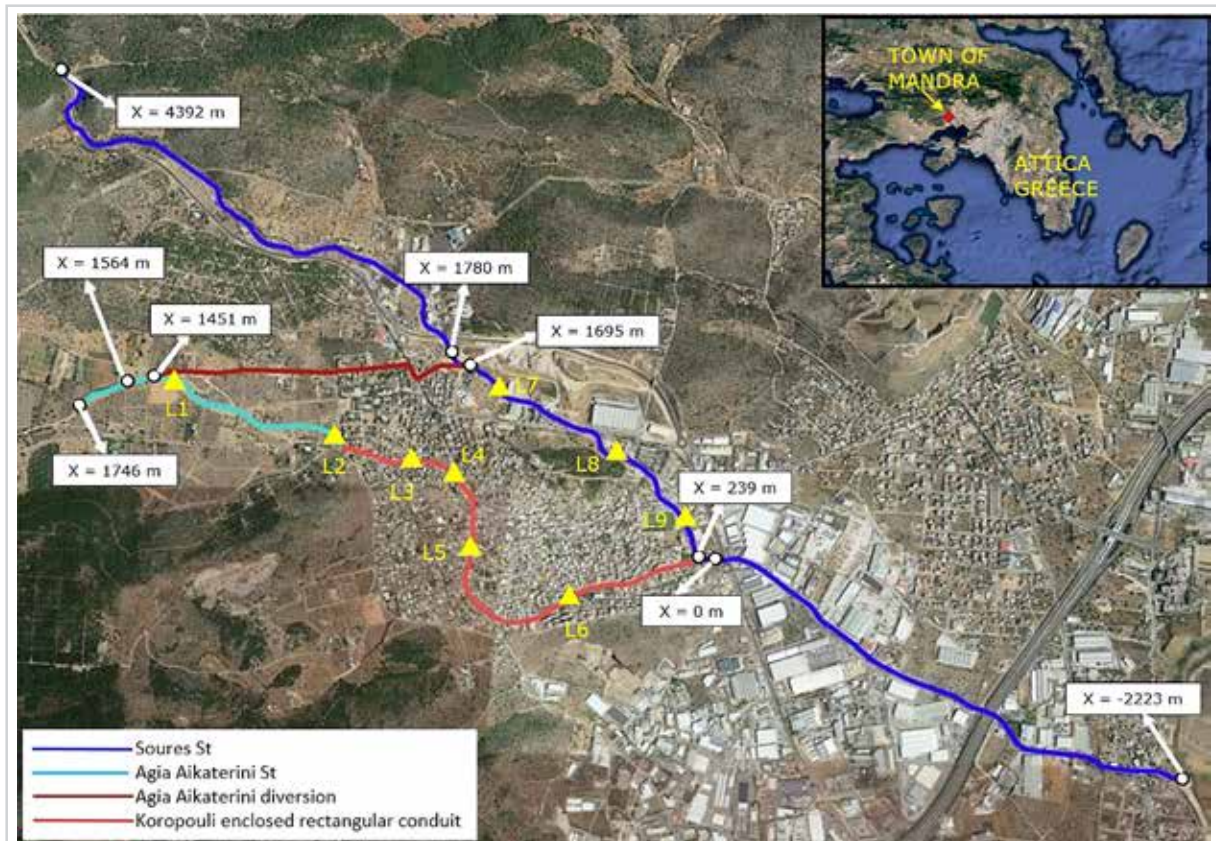 TOWN OF
MANDRA
ATTICA
GREECE
X = 4392 m
X = 1564 m
X = 1451 m
X = 1780 m
X = 1695 m
L1
L7
X = 1746 m
L2
L3
L4
L8
X = 239 m
L9
L5
L6
X = 0 m
X = -2223 m
Soures St
Agia Aikaterini St
Agia Aikaterini diversion
Koropouli enclosed rectangular conduit